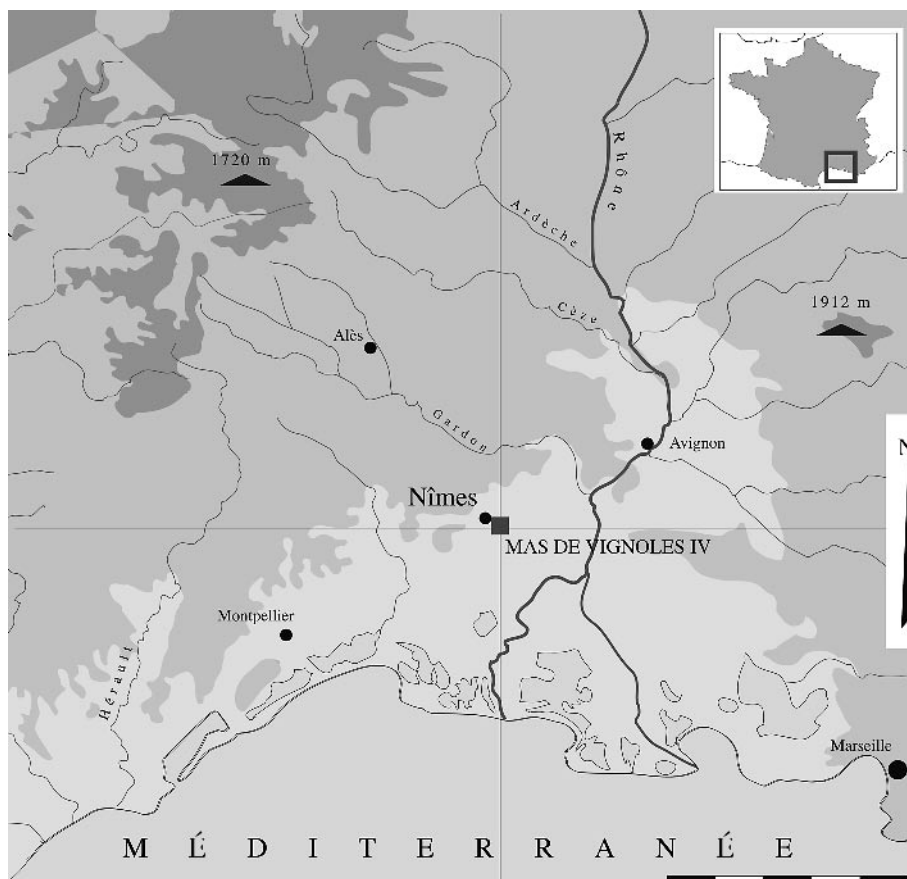 1720 m
Rhône
Ardèche
Cèze
1912 m
Alès
Gardon
Avignon
N
Nîmes
MAS DE VIGNOLES IV
Montpellier
Hérault
Marseille
MÉDITERRANÉE